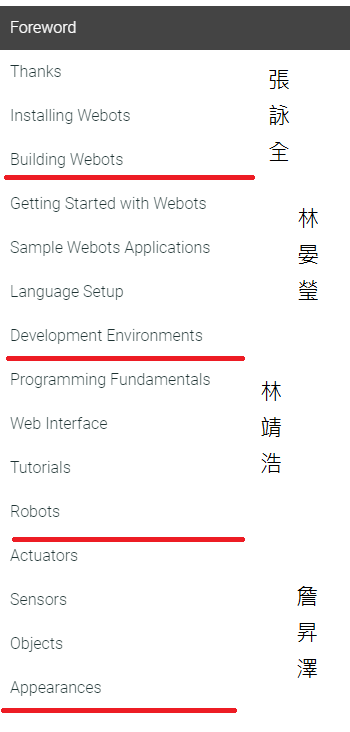 Foreword
Thanks
Installing Webots
Building Webots
張詠全
Getting Started with Webots
Sample Webots Applications
Language Setup
Development Environments
林晏瑩
Programming Fundamentals
Web Interface
Tutorials
Robots
林靖浩
Actuators
Sensors
Objects
Appearances
詹昇澤